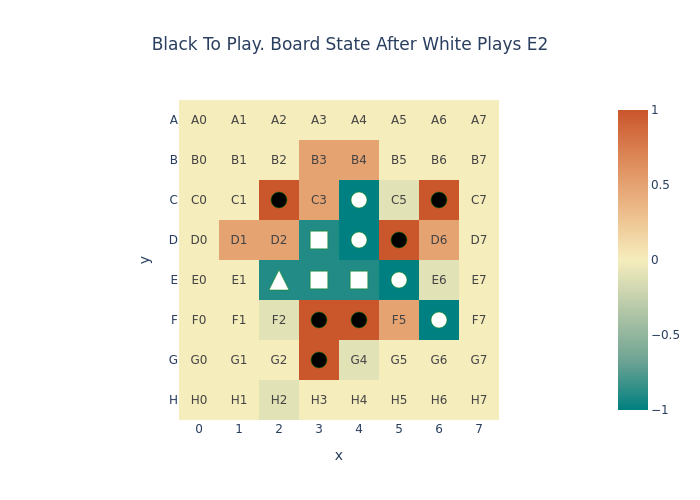 Black To Play. Board State After White Plays E2
A A0 A1 A2 A3 A4 A5 A6 A7
B B0 B1 B2 B3 B4 B5 B6 B7
C C0 C1 C3 C5 C7
D D0 D1 D2 D6 D7
E E0 E1 E6 E7
F F0 F1 F2 F5 F7
G G0 G1 G2 G4 G5 G6 G7
H H0 H1 H2 H3 H4 H5 H6 H7
0 1 2 3 4 5 6 7
x
y
1
0.5
0
−0.5
−1